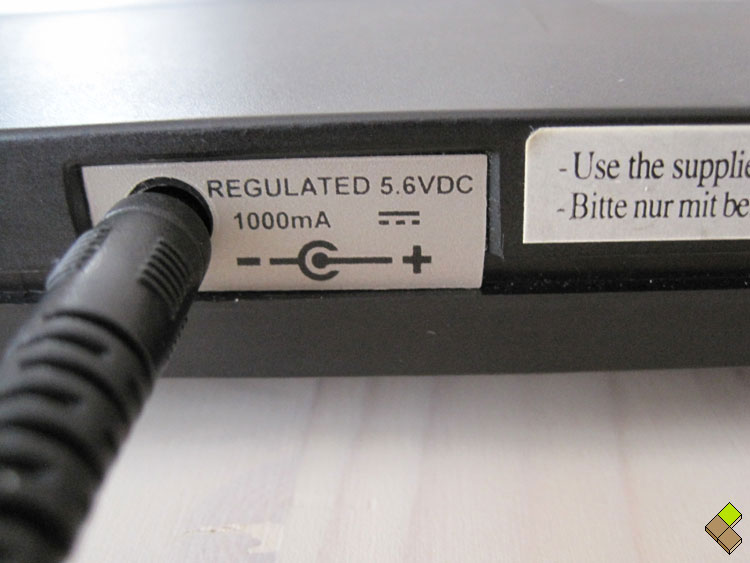 REGULATED 5.6VDC
1000mA
- Use the supplie
- Bitte nur mit be